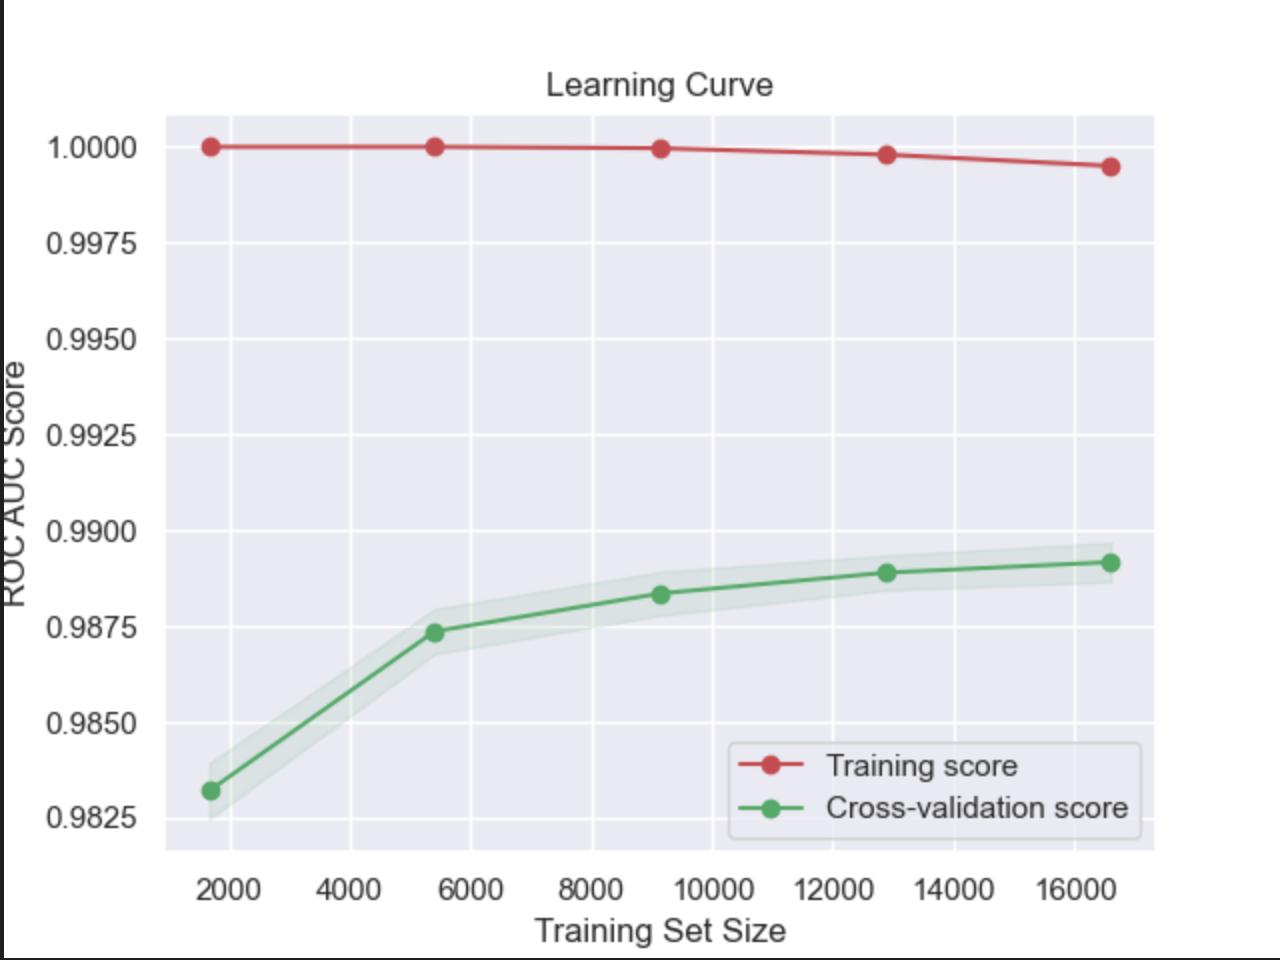 Learning Curve
1.0000
0.9975
0.9950
0.9925
0.9900
0.9875
0.9850
0.9825
ROC AUC Score
Training score
Cross-validation score
2000 4000 6000 8000 10000 12000 14000 16000
Training Set Size